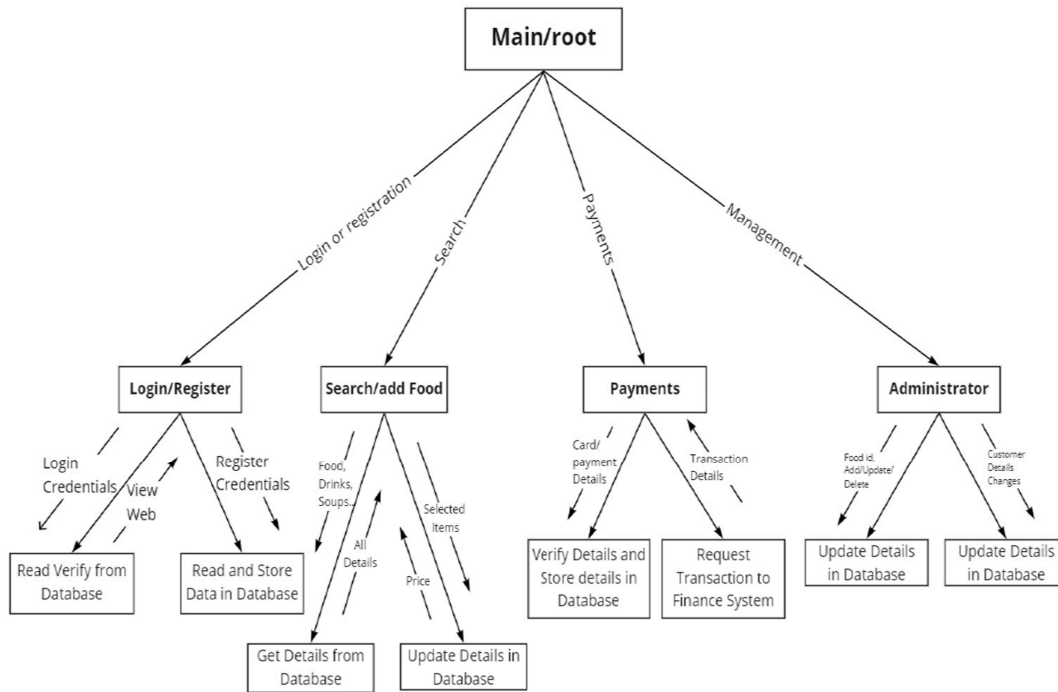 Main/root
Login or registration
Search
Payments
Management
Login/Register
Search/add Food
Payments
Administrator
Login
Credentials
View
Web
Register
Credentials
Food,
Drinks,
Soups..
All
Details
Price
Selected
Items
Card/
payment
Details
Transaction
Details
Food id,
Add/Update/
Delete
Customer
Details
Changes
Read Verify from
Database
Read and Store
Data in Database
Get Details from
Database
Update Details in
Database
Verify Details and
Store details in
Database
Request
Transaction to
Finance System
Update Details
in Database
Update Details
in Database